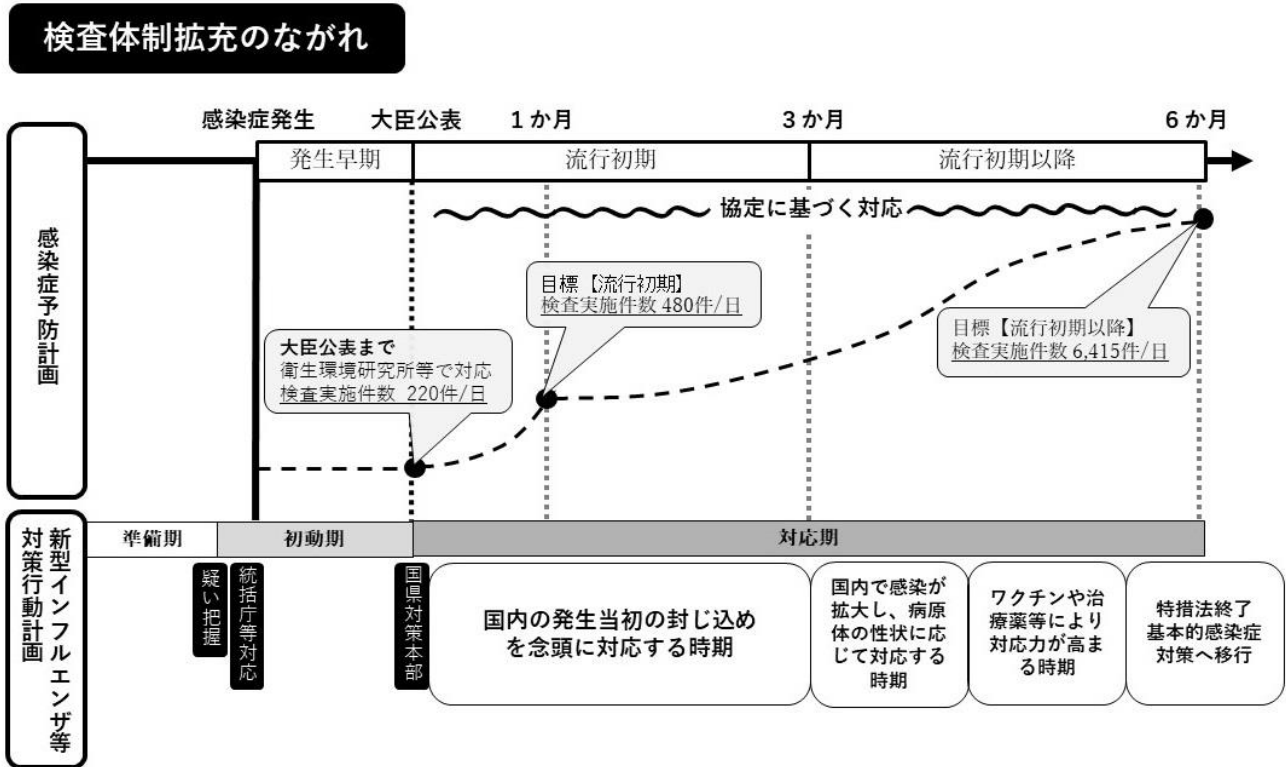 検査体制拡充のながれ
感染症発生
大臣公表
1か月
3か月
6か月
感染症予防計画
発生早期
流行初期
流行初期以降
協定に基づく対応
目標【流行初期】
検査実施件数 480件/日
大臣公表まで
衛生環境研究所等で対応
検査実施件数 220件/日
目標【流行初期以降】
検査実施件数 6,415件/日
新型インフルエンザ等
対策行動計画
準備期
初動期
対応期
疑い把握
統括庁等対応
国県対策本部
国内の発生当初の封じ込め
を念頭に対応する時期
国内で感染が
拡大し、病原
体の性状に応
じて対応する
時期
ワクチンや治
療薬等により
対応力が高ま
る時期
特措法終了
基本的感染症
対策へ移行